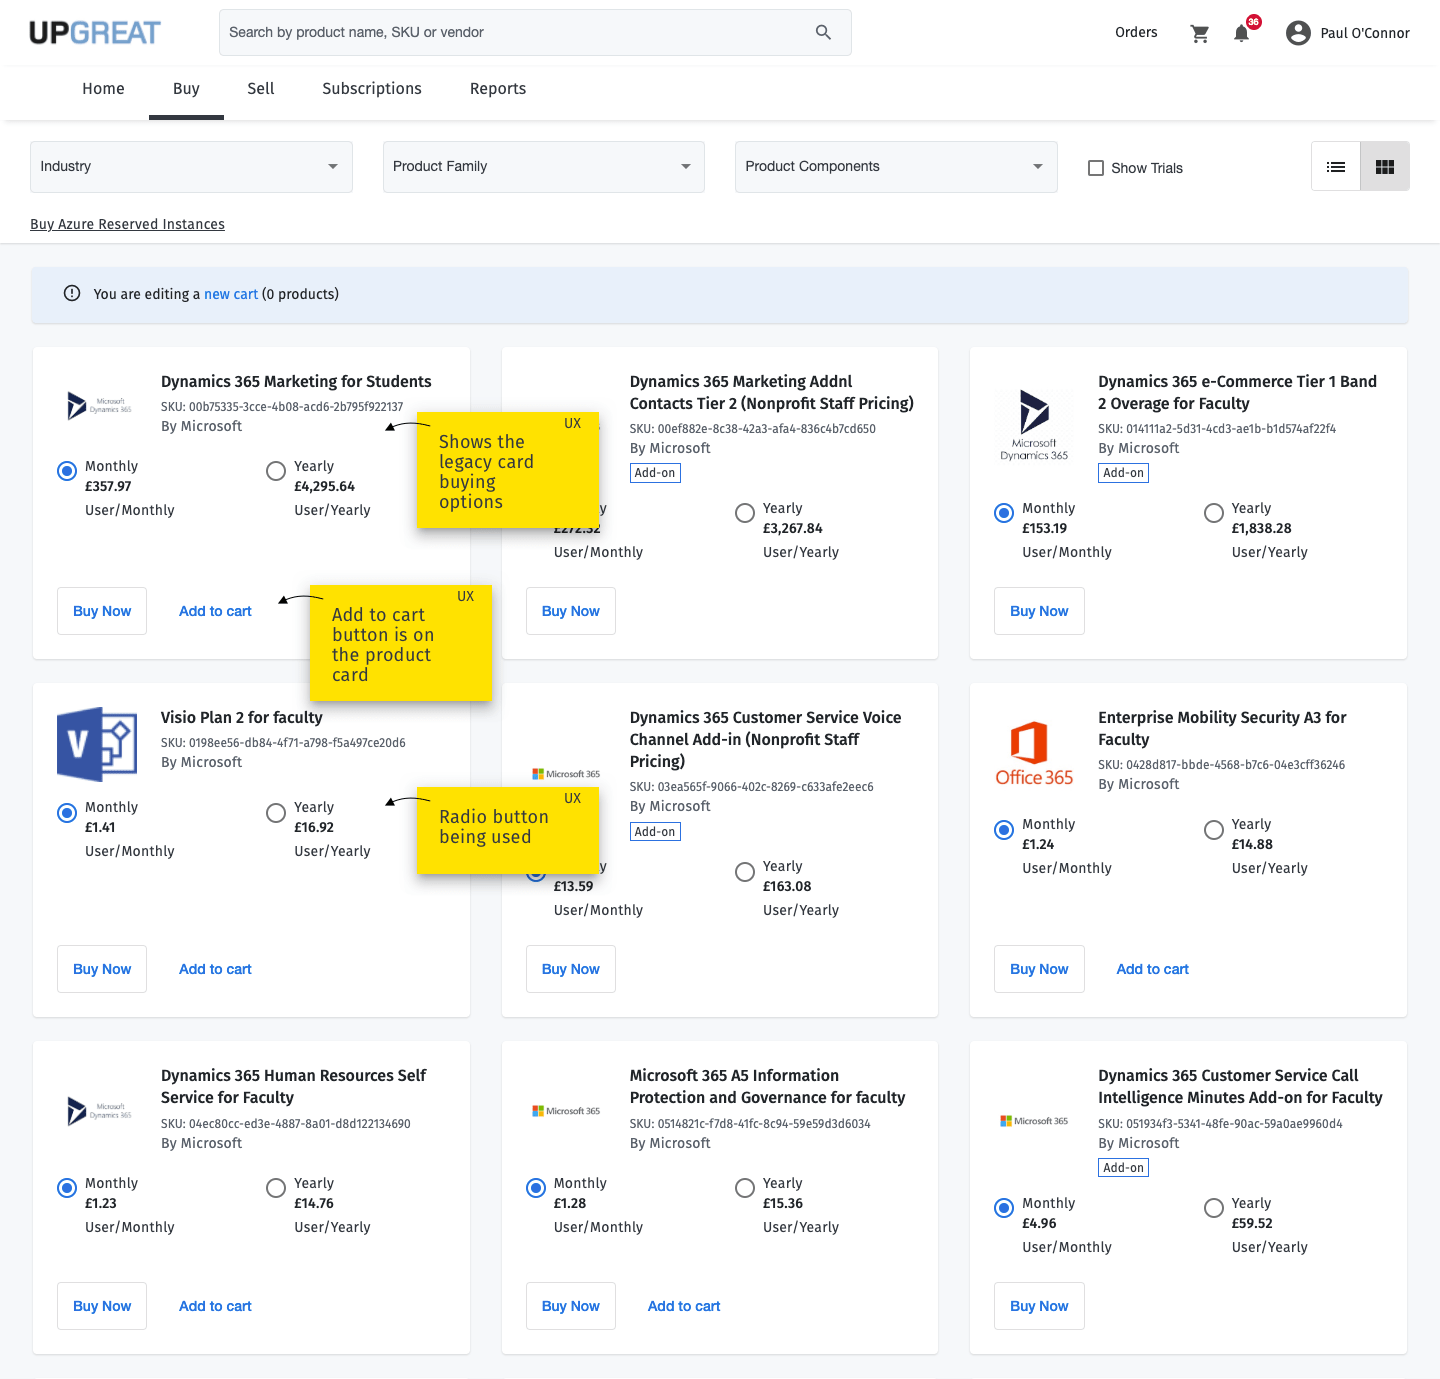 UPGREAT
Search by product name, SKU or vendor
Orders
36
Paul O'Connor
Home
Buy
Sell
Subscriptions
Reports
Industry
Product Family
Product Components
Show Trials
Buy Azure Reserved Instances
You are editing a new cart (0 products)
Microsoft
Dynamics 365
Dynamics 365 Marketing for Students
SKU: 00b75335-3cce-4b08-acd6-2b795f922137
By Microsoft
Monthly
£357.97
User/Monthly
Yearly
£4,295.64
User/Yearly
Buy Now
Add to cart
UX
Shows the
legacy card
buying
options
UX
Add to cart
button is on
the product
card
Dynamics 365 Marketing Addnl
Contacts Tier 2 (Nonprofit Staff Pricing)
SKU: 00ef882e-8c38-42a3-afa4-836c4b7cd650
By Microsoft
Add-on
£272.32
User/Monthly
Yearly
£3,267.84
User/Yearly
Buy Now
Microsoft
Dynamics 365
Dynamics 365 e-Commerce Tier 1 Band
2 Overage for Faculty
SKU: 014111a2-5d31-4cd3-ae1b-b1d574af22f4
By Microsoft
Add-on
Monthly
£153.19
User/Monthly
Yearly
£1,838.28
User/Yearly
Buy Now
V
Visio Plan 2 for faculty
SKU: 0198ee56-db84-4f71-a798-f5a497ce20d6
By Microsoft
Monthly
£1.41
User/Monthly
Yearly
£16.92
User/Yearly
Buy Now
Add to cart
UX
Radio button
being used
Microsoft 365
Dynamics 365 Customer Service Voice
Channel Add-in (Nonprofit Staff
Pricing)
SKU: 03ea565f-9066-402c-8269-c633afe2eec6
By Microsoft
Add-on
£13.59
User/Monthly
Yearly
£163.08
User/Yearly
Buy Now
Office 365
Enterprise Mobility Security A3 for
Faculty
SKU: 0428d817-bbde-4568-b7c6-04e3cff36246
By Microsoft
Monthly
£1.24
User/Monthly
Yearly
£14.88
User/Yearly
Buy Now
Add to cart
Microsoft
Dynamics 365
Dynamics 365 Human Resources Self
Service for Faculty
SKU: 04ec80cc-ed3e-4887-8a01-d8d122134690
By Microsoft
Monthly
£1.23
User/Monthly
Yearly
£14.76
User/Yearly
Buy Now
Add to cart
Microsoft 365
Microsoft 365 A5 Information
Protection and Governance for faculty
SKU: 0514821c-f7d8-41fc-8c94-59e59d3d6034
By Microsoft
Monthly
£1.28
User/Monthly
Yearly
£15.36
User/Yearly
Buy Now
Add to cart
Microsoft 365
Dynamics 365 Customer Service Call
Intelligence Minutes Add-on for Faculty
SKU: 051934f3-5341-48fe-90ac-59a0ae9960d4
By Microsoft
Add-on
Monthly
£4.96
User/Monthly
Yearly
£59.52
User/Yearly
Buy Now